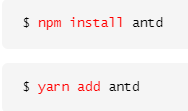 $ npm install antd
$ yarn add antd